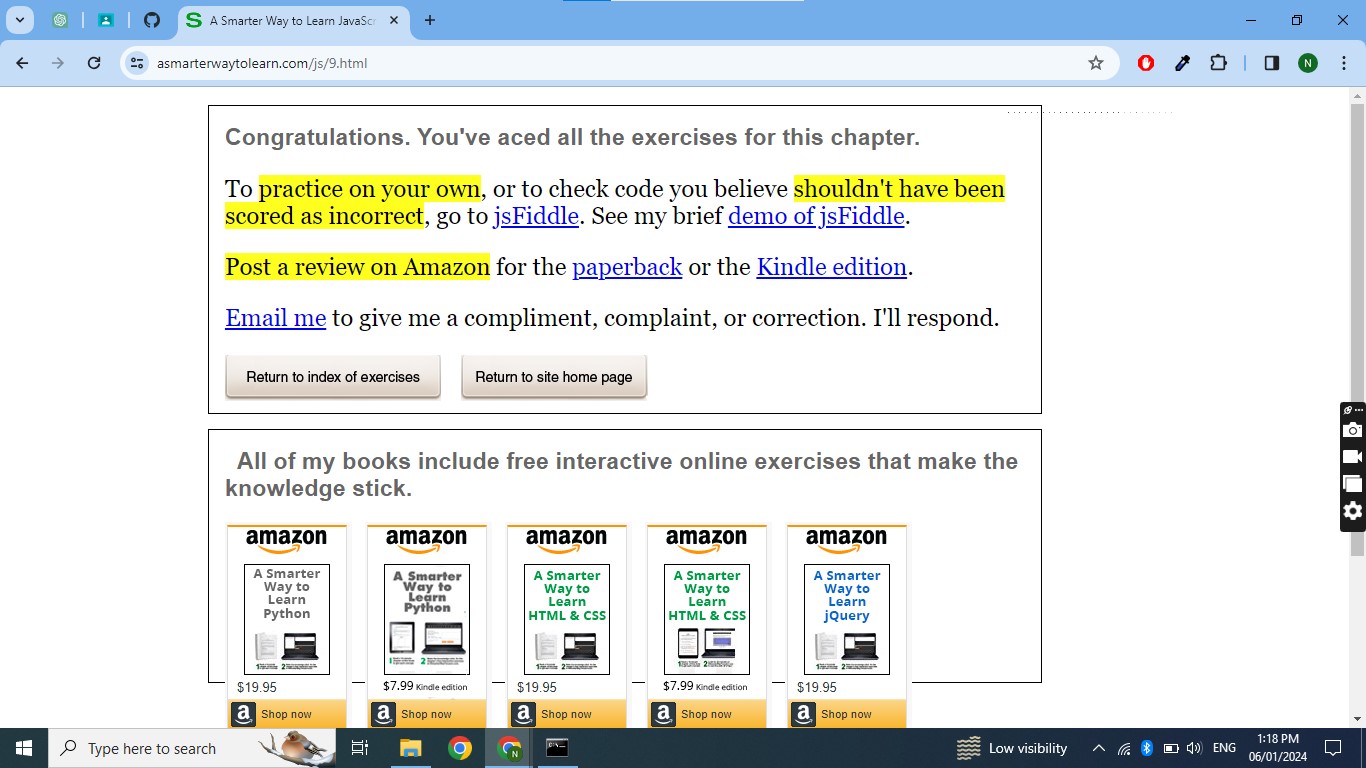 A Smarter Way to Learn JavaScr
asmarterwaytolearn.com/js/9.html
N
Congratulations. You've aced all the exercises for this chapter.
To practice on your own, or to check code you believe shouldn't have been
scored as incorrect, go to jsFiddle. See my brief demo of jsFiddle.
Post a review on Amazon for the paperback or the Kindle edition.
Email me to give me a compliment, complaint, or correction. I'll respond.
Return to index of exercises
Return to site home page
All of my books include free interactive online exercises that make the
knowledge stick.
amazon
A Smarter
Way to
Learn
Python
$19.95
Shop now
amazon
A Smarter
Way to
Learn
Python
$7.99 Kindle edition
Shop now
amazon
A Smarter
Way to
Learn
HTML & CSS
$19.95
Shop now
amazon
A Smarter
Way to
Learn
HTML & CSS
$7.99 Kindle edition
Shop now
amazon
A Smarter
Way to
Learn
jQuery
$19.95
Shop now
Type here to search
N
Low visibility
ENG
1:18 PM
06/01/2024